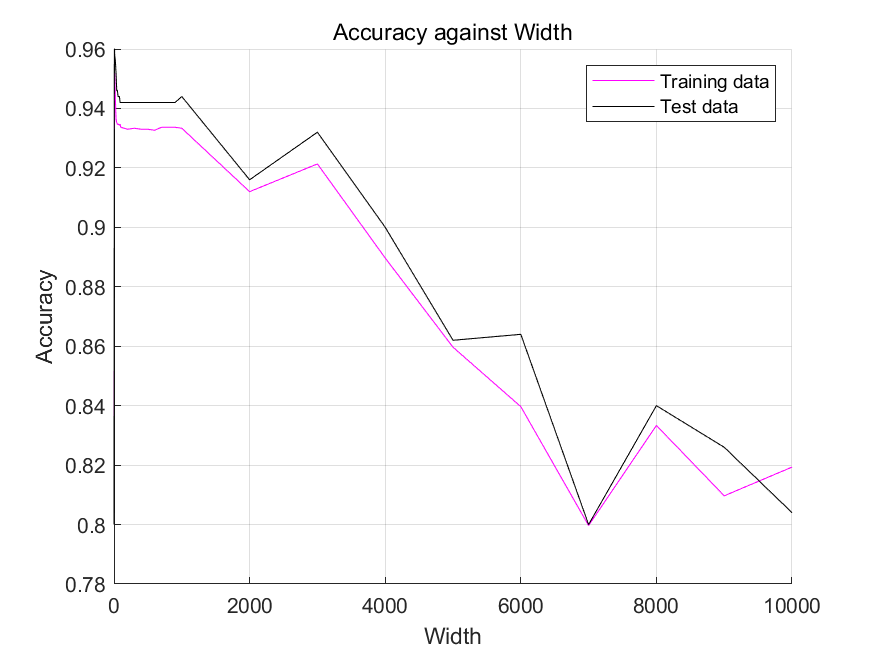 Accuracy against Width
Training data
Test data
0.96
0.94
0.92
0.9
0.88
0.86
0.84
0.82
0.8
0.78
Accuracy
0 2000 4000 6000 8000 10000
Width